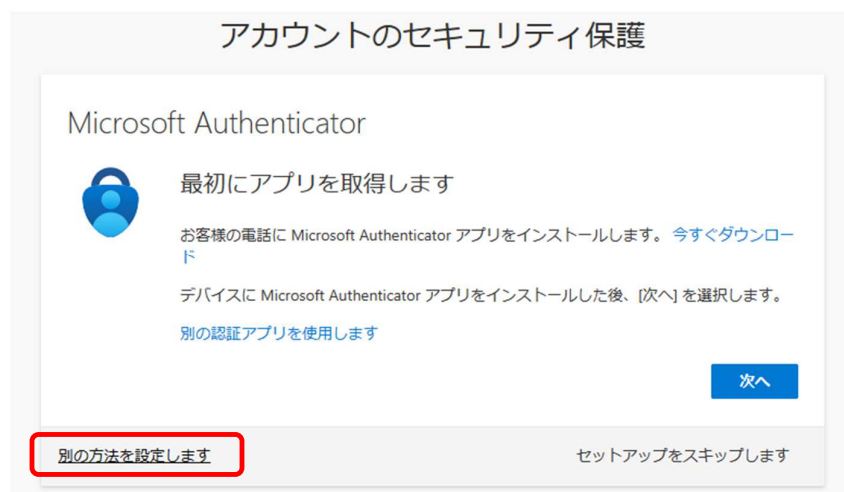 アカウントのセキュリティ保護
Microsoft Authenticator
最初にアプリを取得します
お客様の電話に Microsoft Authenticator アプリをインストールします。 今すぐダウンロー
ド
デバイスに Microsoft Authenticator アプリをインストールした後、[次へ] を選択します。
別の認証アプリを使用します
次へ
別の方法を設定します
セットアップをスキップします